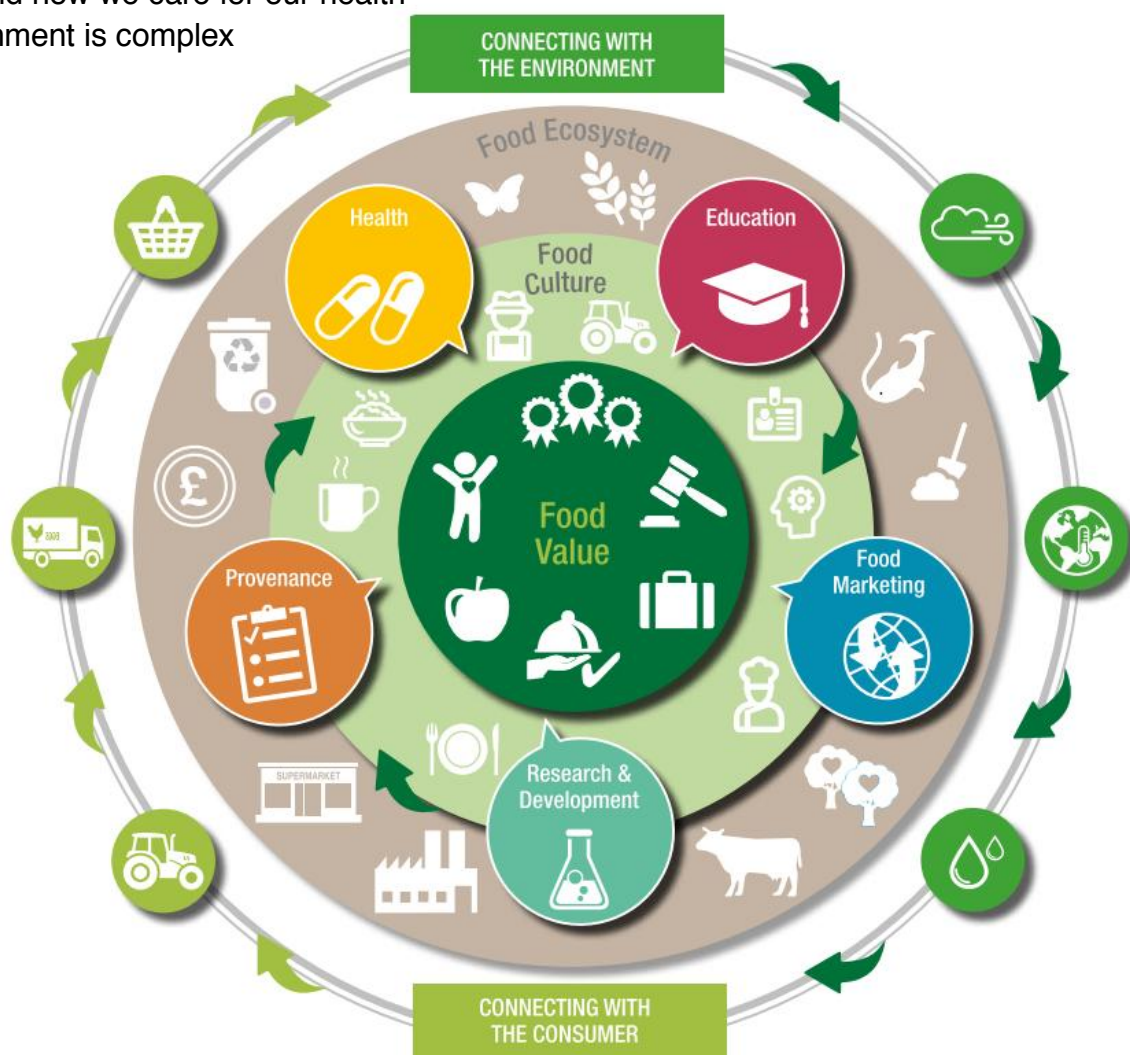 nd how we care for our health
nment is complex
CONNECTING WITH
THE ENVIRONMENT
Food Ecosystem
Health
Education
Food
Culture
Food
Value
£
Provenance
Food
Marketing
SUPERMARKET
Research &
Development
CONNECTING WITH
THE CONSUMER